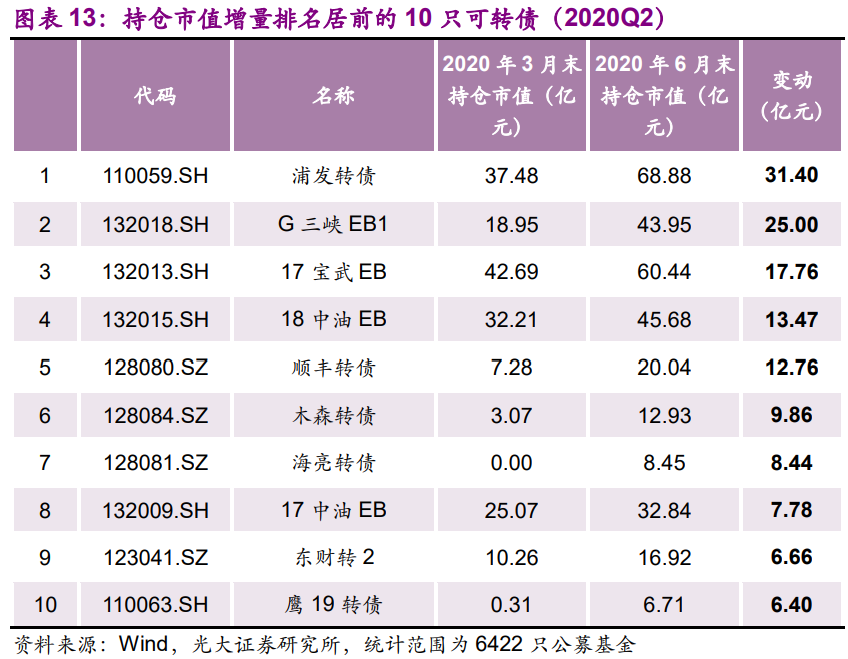 图表 13：持仓市值增量排名居前的 10 只可转债（2020Q2）
代码 名称 2020 年 3 月末持仓市值（亿元） 2020 年 6 月末持仓市值（亿元） 变动（亿元）
1 110059.SH 浦发转债 37.48 68.88 31.40
2 132018.SH G 三峡 EB1 18.95 43.95 25.00
3 132013.SH 17 宝武 EB 42.69 60.44 17.76
4 132015.SH 18 中油 EB 32.21 45.68 13.47
5 128080.SZ 顺丰转债 7.28 20.04 12.76
6 128084.SZ 木森转债 3.07 12.93 9.86
7 128081.SZ 海亮转债 0.00 8.45 8.44
8 132009.SH 17 中油 EB 25.07 32.84 7.78
9 123041.SZ 东财转 2 10.26 16.92 6.66
10 110063.SH 鹰 19 转债 0.31 6.71 6.40
资料来源：Wind，光大证券研究所，统计范围为 6422 只公募基金